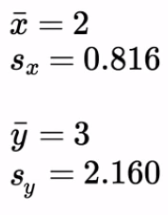 x̄ = 2
sₓ = 0.816
ȳ = 3
s_y = 2.160